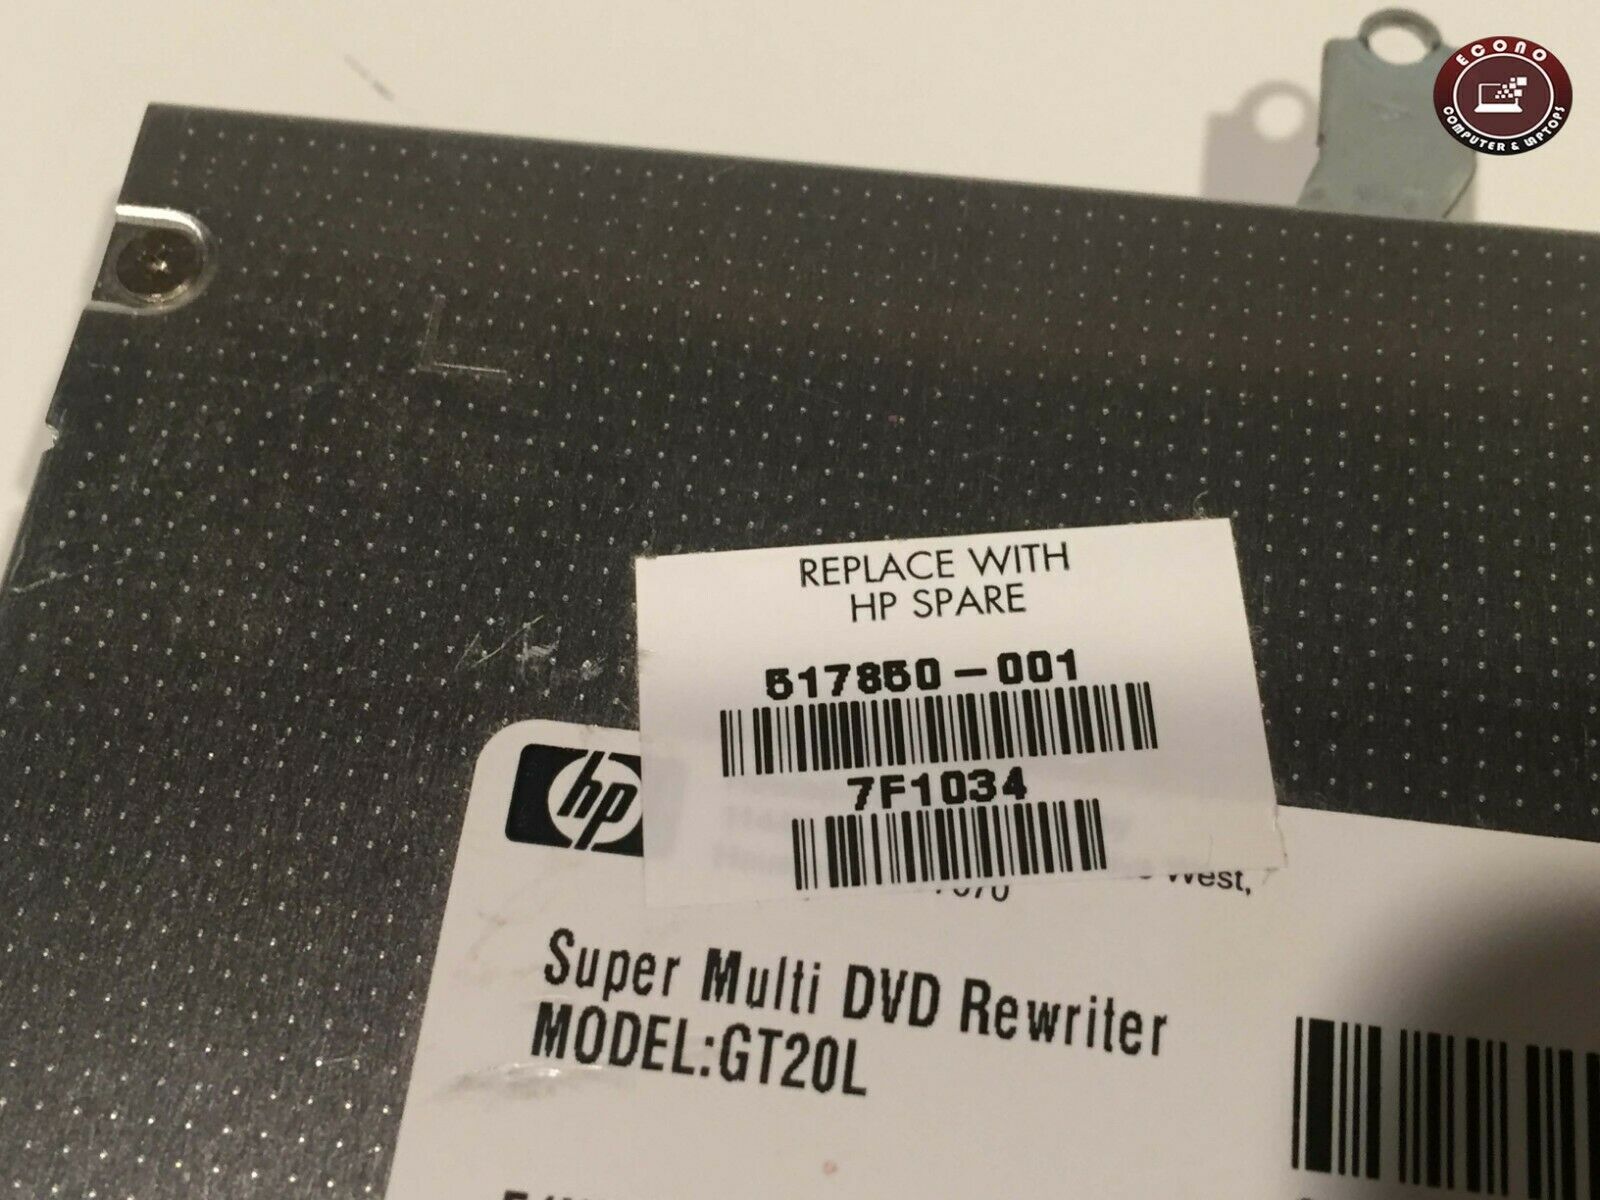 ECONO
COMPUTER & LAPTOPS
REPLACE WITH
HP SPARE
517850-001
7F1034
hp
West,
Super Multi DVD Rewriter
MODEL:GT20L